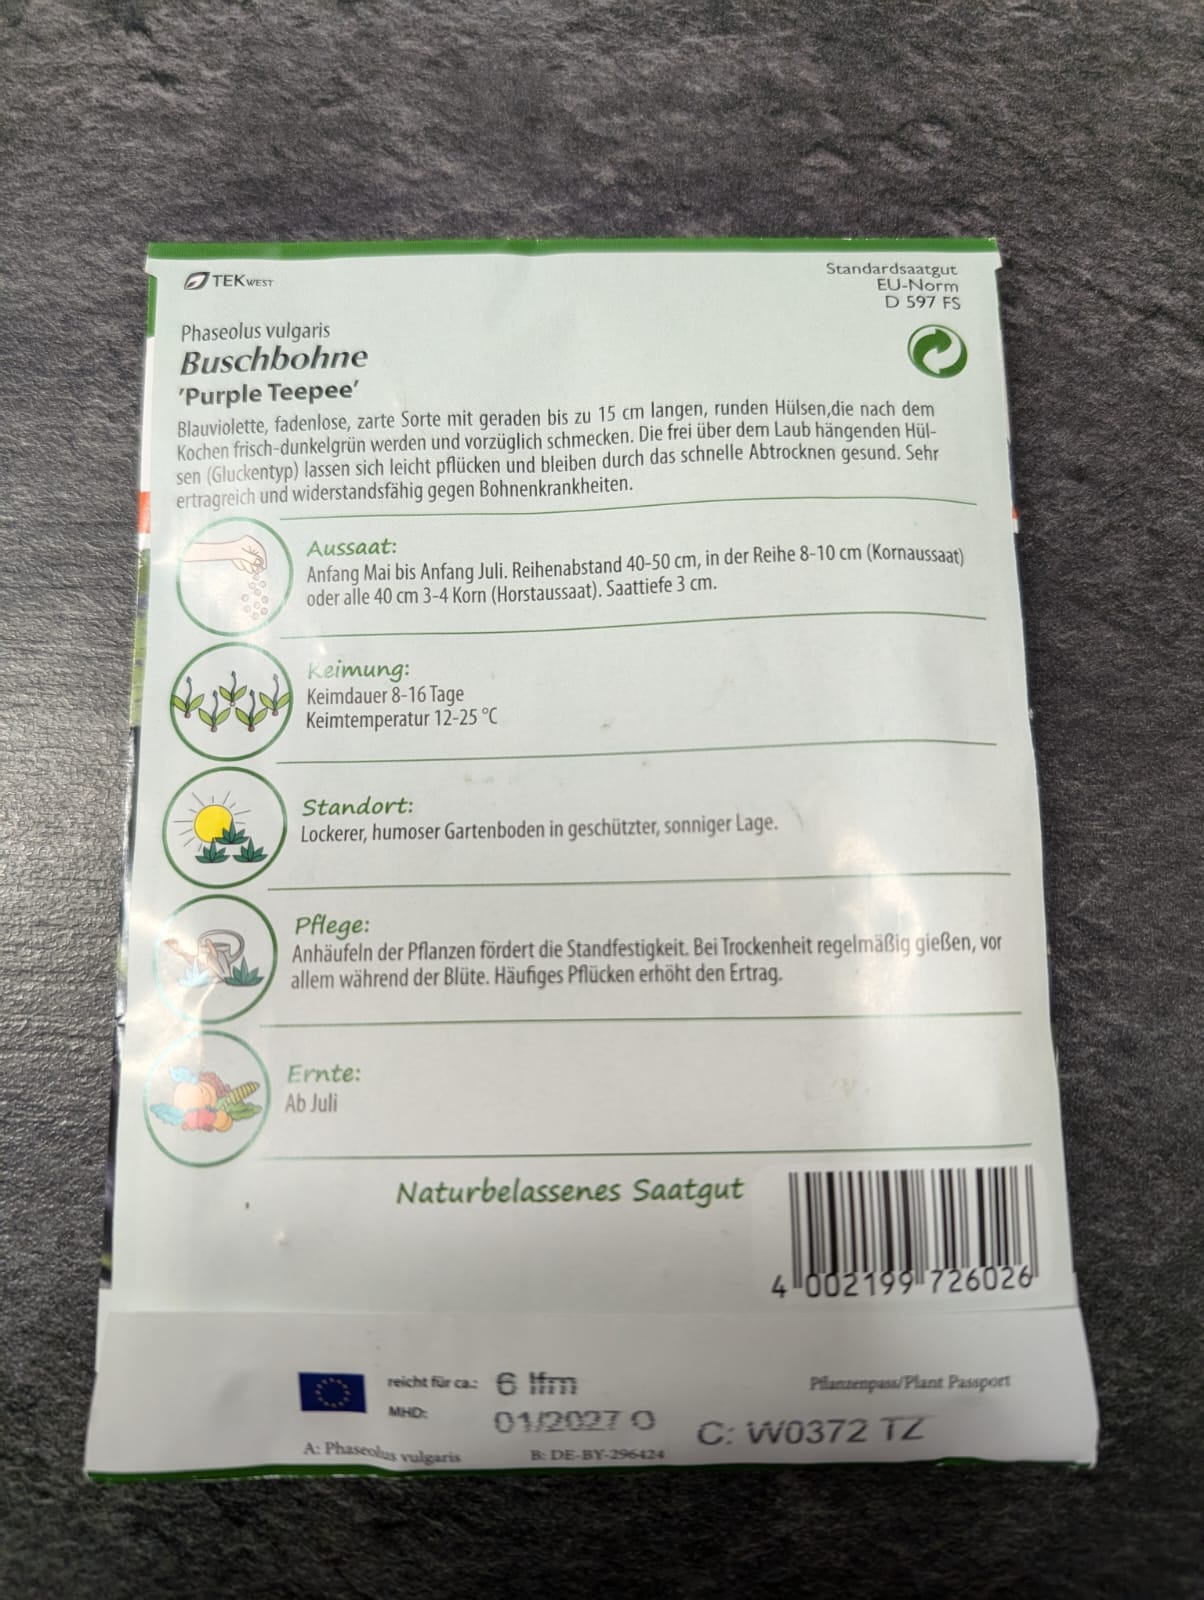 TEKWEST
Standardsaatgut
EU-Norm
D 597 FS
Phaseolus vulgaris
Buschbohne
'Purple Teepee'
Blauviolette, fadenlose, zarte Sorte mit geraden bis zu 15 cm langen, runden Hülsen,die nach dem
Kochen frisch-dunkelgrün werden und vorzüglich schmecken. Die frei über dem Laub hängenden Hül-
sen (Gluckentyp) lassen sich leicht pflücken und bleiben durch das schnelle Abtrocknen gesund. Sehr
ertragreich und widerstandsfähig gegen Bohnenkrankheiten.
Aussaat:
Anfang Mai bis Anfang Juli. Reihenabstand 40-50 cm, in der Reihe 8-10 cm (Kornaussaat)
oder alle 40 cm 3-4 Korn (Horstaussaat). Saattiefe 3 cm.
Keimung:
Keimdauer 8-16 Tage
Keimtemperatur 12-25 °C
Standort:
Lockerer, humoser Gartenboden in geschützter, sonniger Lage.
Pflege:
Anhäufeln der Pflanzen fördert die Standfestigkeit. Bei Trockenheit regelmäßig gießen, vor
allem während der Blüte. Häufiges Pflücken erhöht den Ertrag.
Ernte:
Ab Juli
Naturbelassenes Saatgut
4 002199 726026
reicht für ca.: 6 lfm
Pflanzenpass/Plant Passport
MHD: 01/2027 O
C: W0372 TZ
A: Phaseolus vulgaris
B: DE-BY-296424